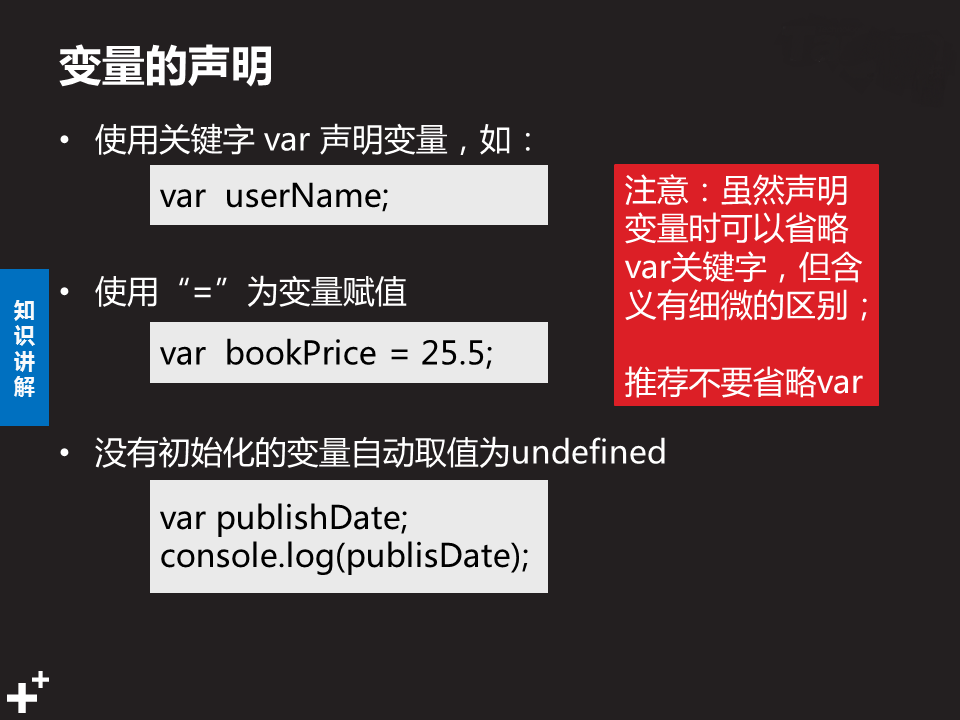 变量的声明
• 使用关键字 var 声明变量，如：
var  userName;
注意：虽然声明
变量时可以省略
var关键字，但含
义有细微的区别；
推荐不要省略var
• 使用“=”为变量赋值
var  bookPrice = 25.5;
知
识
讲
解
• 没有初始化的变量自动取值为undefined
var publishDate;
console.log(publisDate);